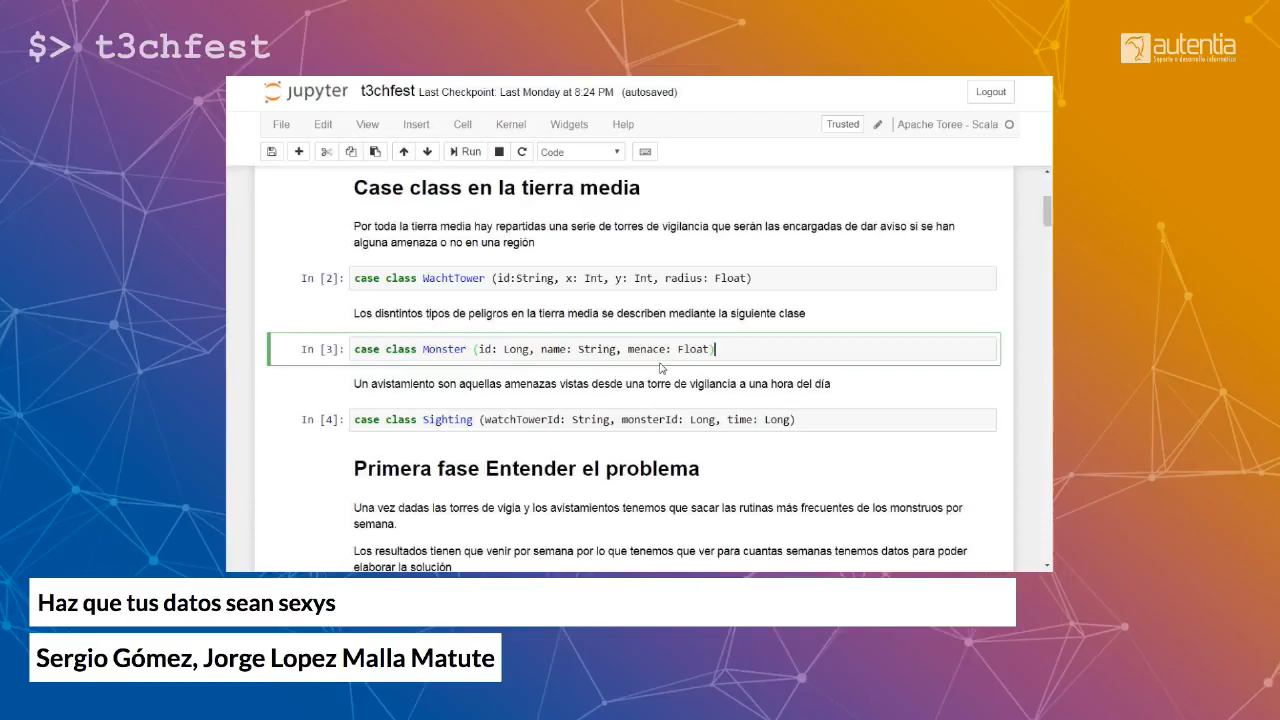 $> t3chfest
autentia
Soporte a desarrollo informático
jupyter t3chfest Last Checkpoint: Last Monday at 8:24 PM (autosaved)
Logout
File Edit View Insert Cell Kernel Widgets Help
Trusted
Apache Toree - Scala
Run
Code
Case class en la tierra media
Por toda la tierra media hay repartidas una serie de torres de vigilancia que serán las encargadas de dar aviso si se han
alguna amenaza o no en una región
In [2]: case class WachtTower (id:String, x: Int, y: Int, radius: Float)
Los disntintos tipos de peligros en la tierra media se describen mediante la siguiente clase
In [3]: case class Monster (id: Long, name: String, menace: Float)
Un avistamiento son aquellas amenazas vistas desde una torre de vigilancia a una hora del día
In [4]: case class Sighting (watchTowerId: String, monsterId: Long, time: Long)
Primera fase Entender el problema
Una vez dadas las torres de vigia y los avistamientos tenemos que sacar las rutinas más frecuentes de los monstruos por
semana.
Los resultados tienen que venir por semana por lo que tenemos que ver para cuantas semanas tenemos datos para poder
elaborar la solución
Haz que tus datos sean sexys
Sergio Gómez, Jorge Lopez Malla Matute